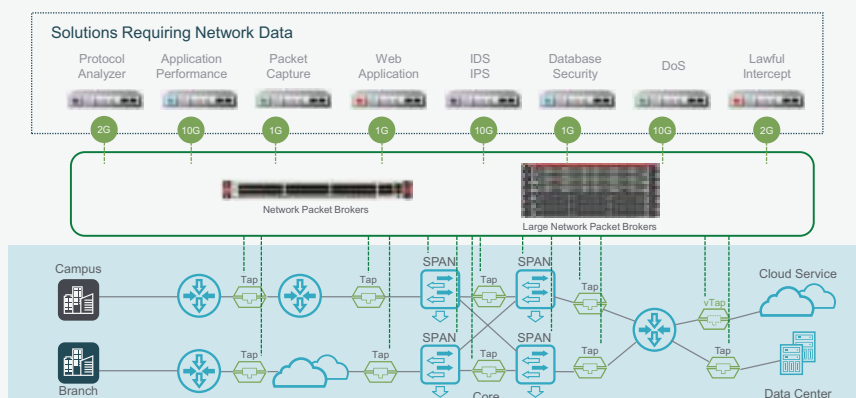 Solutions Requiring Network Data
Protocol Analyzer
Application Performance
Packet Capture
Web Application
IDS IPS
Database Security
DoS
Lawful Intercept
2G
10G
1G
1G
10G
1G
10G
2G
Network Packet Brokers
Large Network Packet Brokers
Campus
Tap
Tap
SPAN
Tap
SPAN
Tap
vTap
Cloud Service
Branch
Tap
Tap
SPAN
Tap
Core
SPAN
Tap
Tap
Data Center